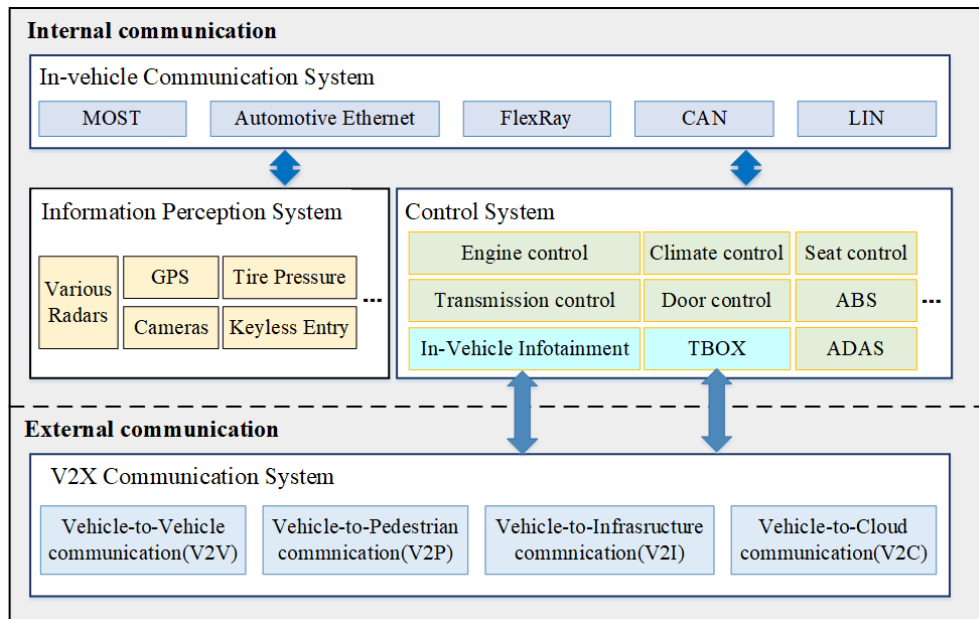 Internal communication
In-vehicle Communication System
MOST
Automotive Ethernet
FlexRay
CAN
LIN
Information Perception System
Various
Radars
GPS
Tire Pressure
Cameras
Keyless Entry
...
Control System
Engine control
Climate control
Seat control
Transmission control
Door control
ABS
...
In-Vehicle Infotainment
TBOX
ADAS
External communication
V2X Communication System
Vehicle-to-Vehicle
communication(V2V)
Vehicle-to-Pedestrian
commnication(V2P)
Vehicle-to-Infrasructure
commnication(V2I)
Vehicle-to-Cloud
communication(V2C)